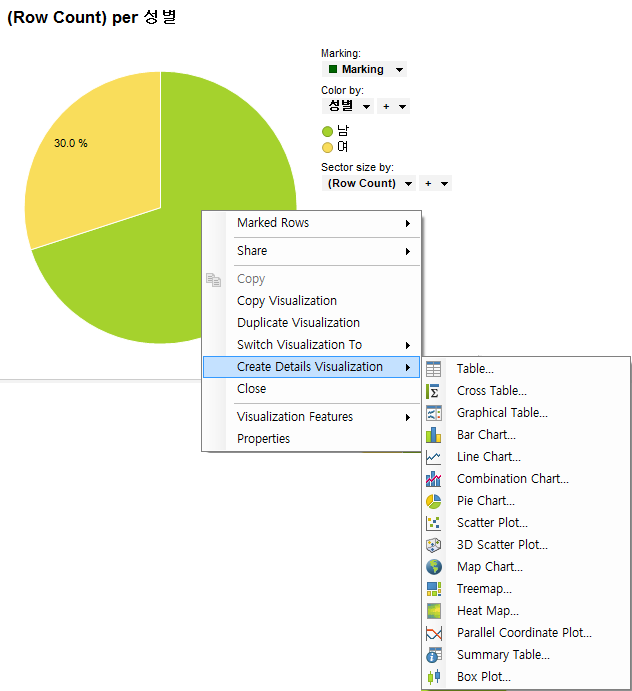 (Row Count) per 성별
Marking:
Marking
Color by:
성별
+
남
여
Sector size by:
(Row Count)
+
30.0 %
Marked Rows
Share
Copy
Copy Visualization
Duplicate Visualization
Switch Visualization To
Create Details Visualization
Close
Visualization Features
Properties
Table...
Cross Table...
Graphical Table...
Bar Chart...
Line Chart...
Combination Chart...
Pie Chart...
Scatter Plot...
3D Scatter Plot...
Map Chart...
Treemap...
Heat Map...
Parallel Coordinate Plot...
Summary Table...
Box Plot...